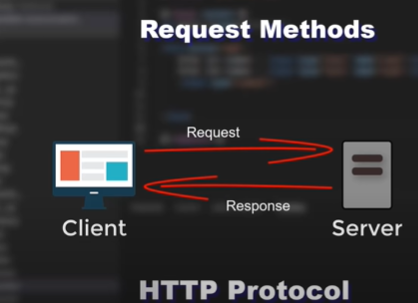 Request Methods
Request
Response
Client
Server
HTTP Protocol